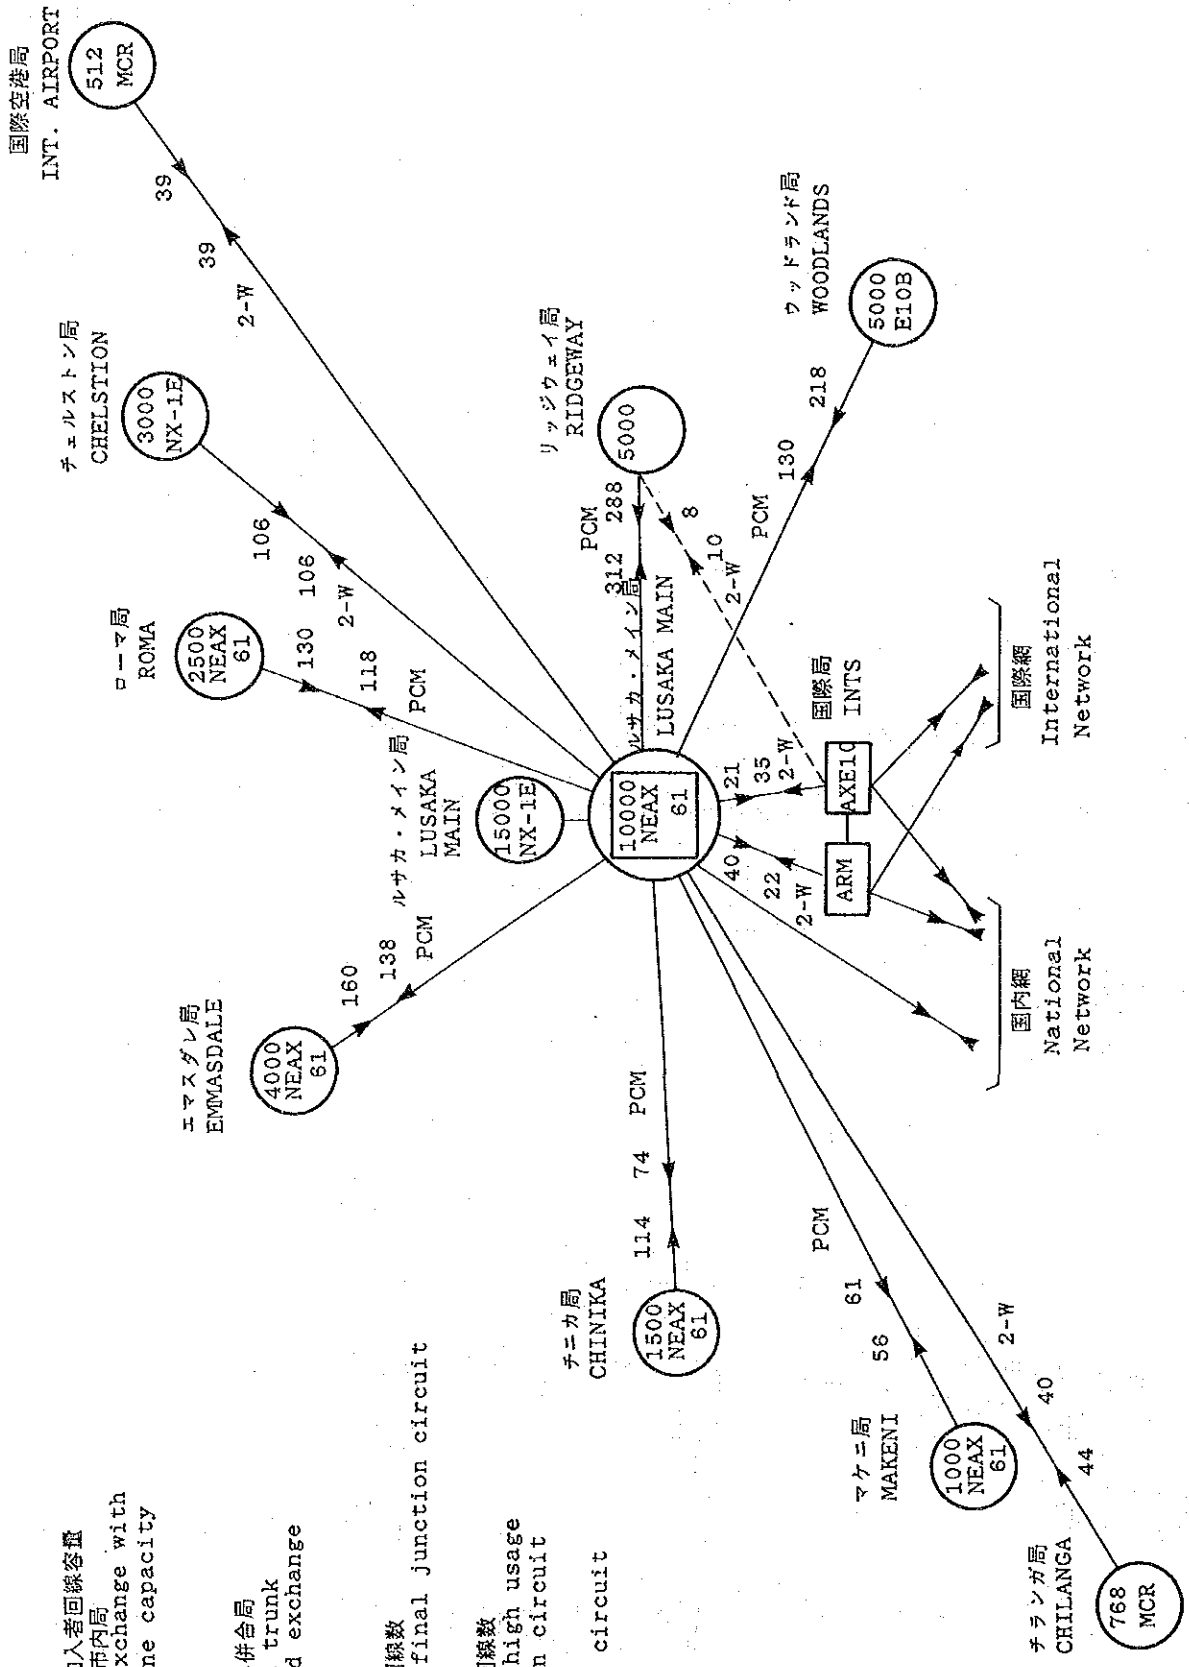 国際空港局
INT. AIRPORT
512
MCR
39
39
2-W
チェルストン局
CHELSTION
3000
NX-1E
106
106
2-W
ローマ局
ROMA
2500
NEAX
61
130
118
PCM
ルサカ・メイン局
LUSAKA
MAIN
15000
NX-1E
エマスダレ局
EMMASDALE
4000
NEAX
61
160
138
PCM
リッジウェイ局
RIDGEWAY
5000
PCM
312
288
8
10
2-W
ルサカ・メイン局
LUSAKA MAIN
10000
NEAX
61
ウッドランド局
WOODLANDS
5000
E10B
218
130
PCM
国際局
INTS
AXE10
21
35
2-W
ARM
40
22
2-W
国際網
International
Network
国内網
National
Network
チニカ局
CHINIKA
1500
NEAX
61
114
74
PCM
マケニ局
MAKENI
1000
NEAX
61
56
61
PCM
チランガ局
CHILANGA
768
MCR
44
40
2-W
入者回線容量
市内局
xchange with
ne capacity
併合局
trunk
d exchange
線数
final junction circuit
線数
high usage
n circuit
circuit